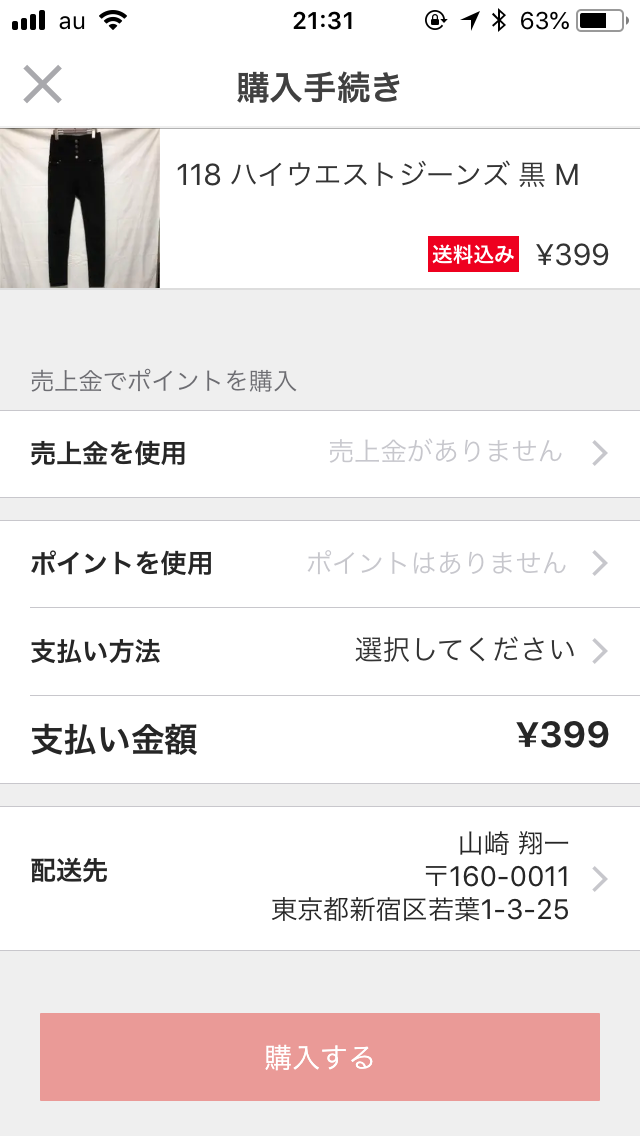 au 21:31 63%
購入手続き
118 ハイウエストジーンズ 黒 M
送料込み ¥399
売上金でポイントを購入
売上金を使用 売上金がありません
ポイントを使用 ポイントはありません
支払い方法 選択してください
支払い金額 ¥399
配送先
山崎 翔一
〒160-0011
東京都新宿区若葉1-3-25
購入する